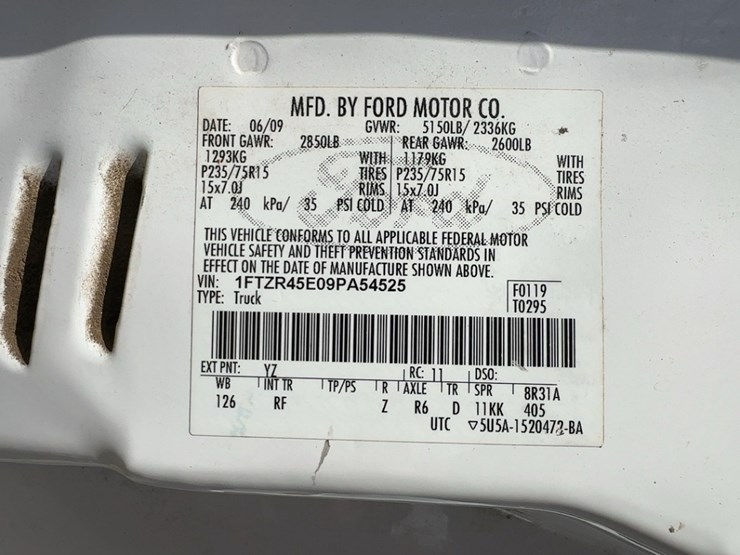 MFD. BY FORD MOTOR CO.
DATE: 06/09 GVWR: 5150LB/ 2336KG
FRONT GAWR: 2850LB REAR GAWR: 2600LB
1293KG WITH 1179KG WITH
P235/75R15 TIRES P235/75R15 TIRES
15x7.0J RIMS 15x7.0J RIMS
AT 240 kPa/ 35 PSI COLD AT 240 kPa/ 35 PSI COLD
THIS VEHICLE CONFORMS TO ALL APPLICABLE FEDERAL MOTOR
VEHICLE SAFETY AND THEFT PREVENTION STANDARDS IN
EFFECT ON THE DATE OF MANUFACTURE SHOWN ABOVE.
VIN: 1FTZR45E09PA54525 F0119
TYPE: Truck T0295
EXT PNT: YZ RC: 11 DSO:
WB INT TR TP/PS R AXLE TR SPR 8R31A
126 RF Z R6 D 11KK 405
UTC ▽5U5A-1520472-BA